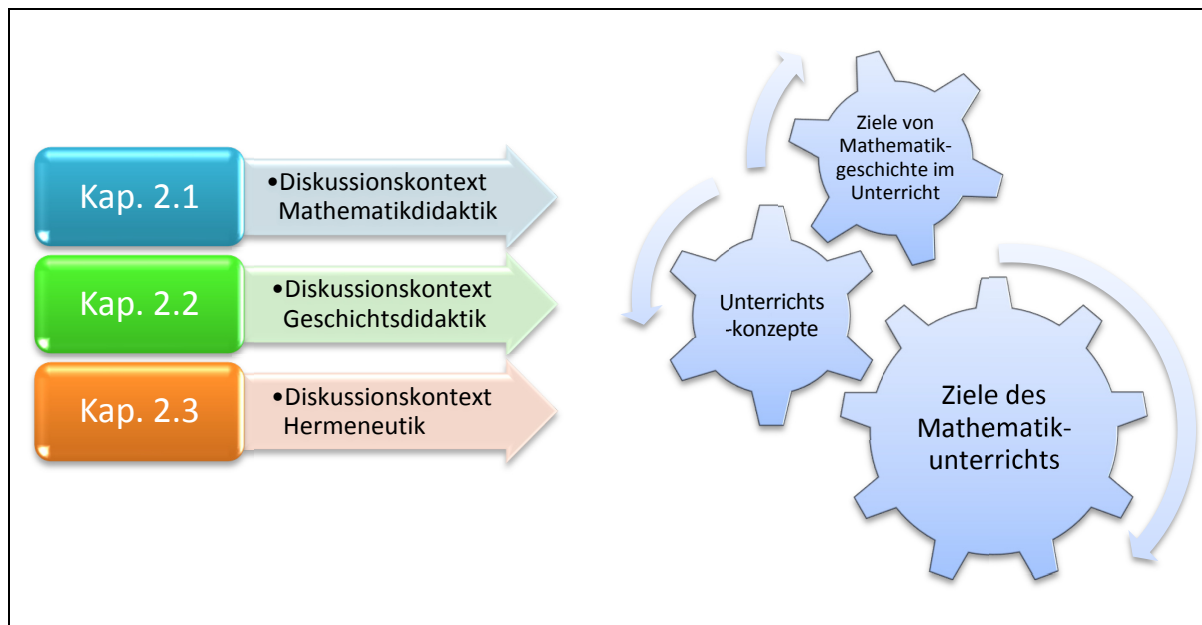 Kap. 2.1
•Diskussionskontext
Mathematikdidaktik
Kap. 2.2
•Diskussionskontext
Geschichtsdidaktik
Kap. 2.3
•Diskussionskontext
Hermeneutik
Ziele von
Mathematik-
geschichte im
Unterricht
Unterrichts
-konzepte
Ziele des
Mathematik-
unterrichts